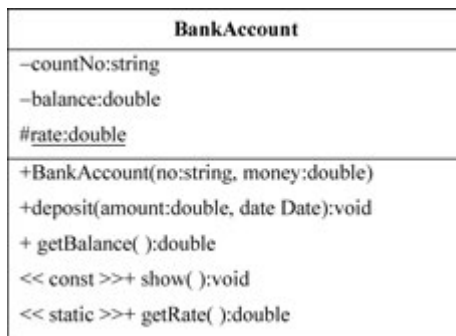 BankAccount
–countNo:string
–balance:double
#rate:double
+BankAccount(no:string, money:double)
+deposit(amount:double, date Date):void
+ getBalance( ):double
<< const >>+ show( ):void
<< static >>+ getRate( ):double